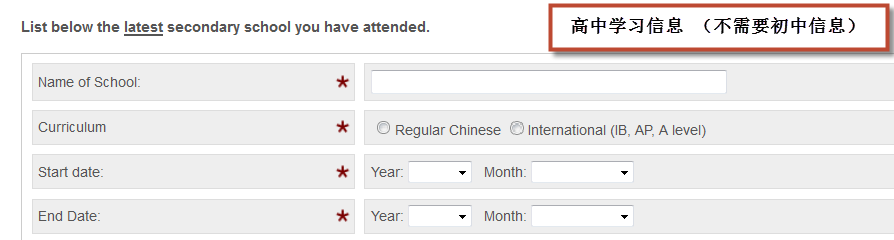 List below the latest secondary school you have attended.
高中学习信息 （不需要初中信息）
Name of School: *
Curriculum * Regular Chinese International (IB, AP, A level)
Start date: * Year: Month:
End Date: * Year: Month: